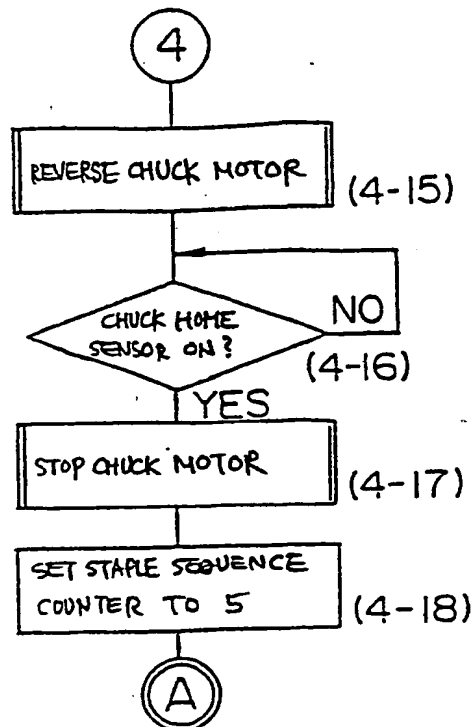 4
REVERSE CHUCK MOTOR
(4-15)
CHUCK HOME
SENSOR ON?
NO
(4-16)
YES
STOP CHUCK MOTOR
(4-17)
SET STAPLE SEQUENCE
COUNTER TO 5
(4-18)
A